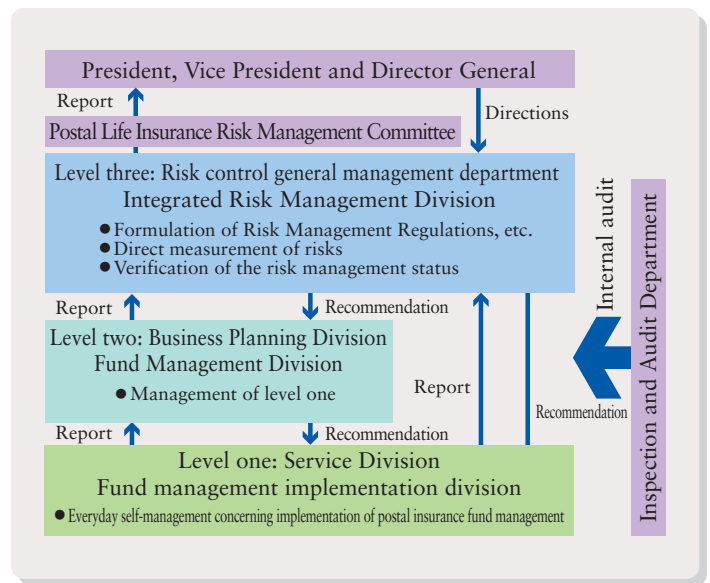 President, Vice President and Director General
Report
Directions
Postal Life Insurance Risk Management Committee
Level three: Risk control general management department
Integrated Risk Management Division
● Formulation of Risk Management Regulations, etc.
● Direct measurement of risks
● Verification of the risk management status
Report
Recommendation
Level two: Business Planning Division
Fund Management Division
● Management of level one
Report
Recommendation
Report
Recommendation
Level one: Service Division
Fund management implementation division
● Everyday self-management concerning implementation of postal insurance fund management
Internal audit
Inspection and Audit Department